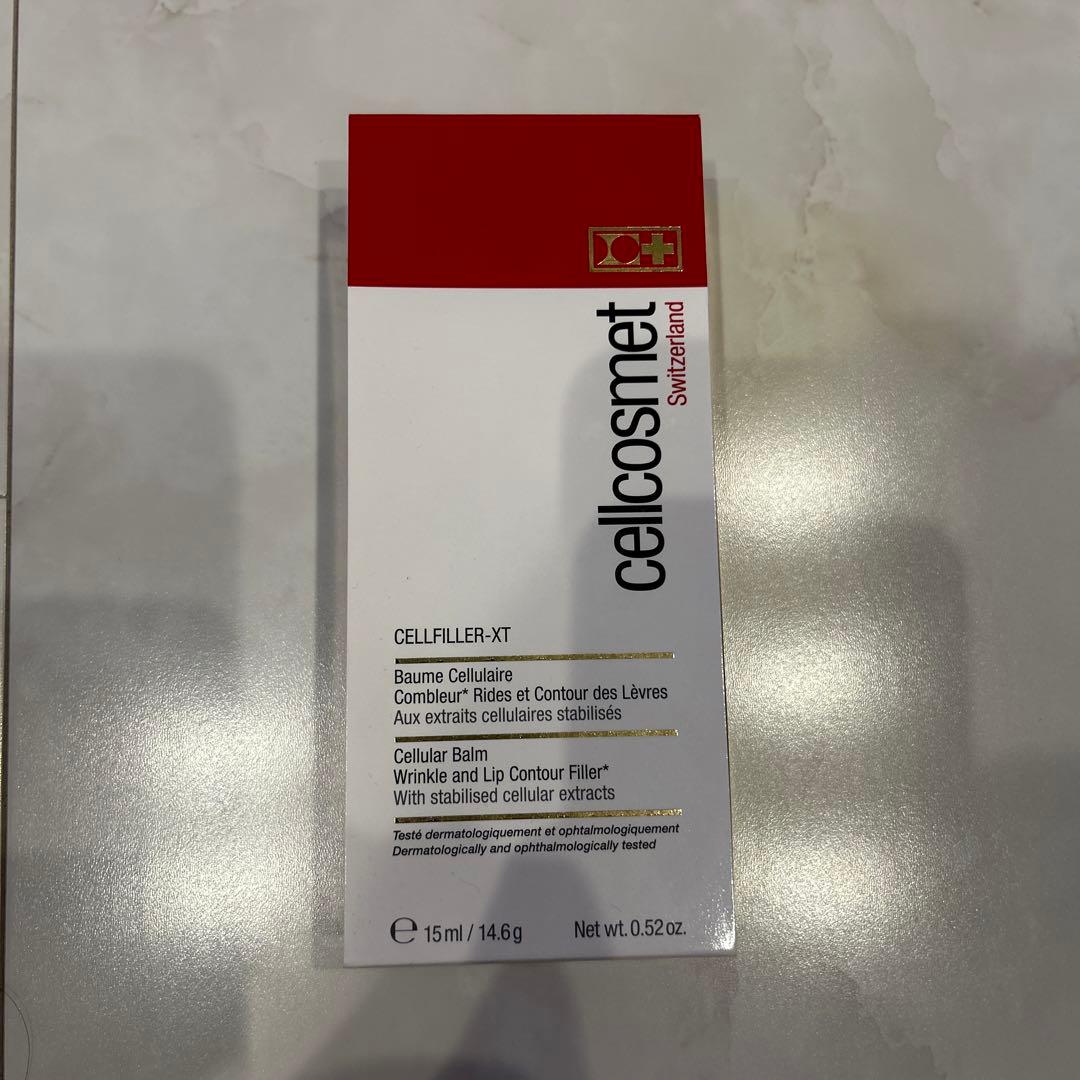 cellcosmet
Switzerland
CELLFILLER-XT
Baume Cellulaire
Combleur* Rides et Contour des Lèvres
Aux extraits cellulaires stabilisés
Cellular Balm
Wrinkle and Lip Contour Filler*
With stabilised cellular extracts
Testé dermatologiquement et ophtalmologiquement
Dermatologically and ophthalmologically tested
℮ 15 ml / 14.6 g Net wt. 0.52 oz.